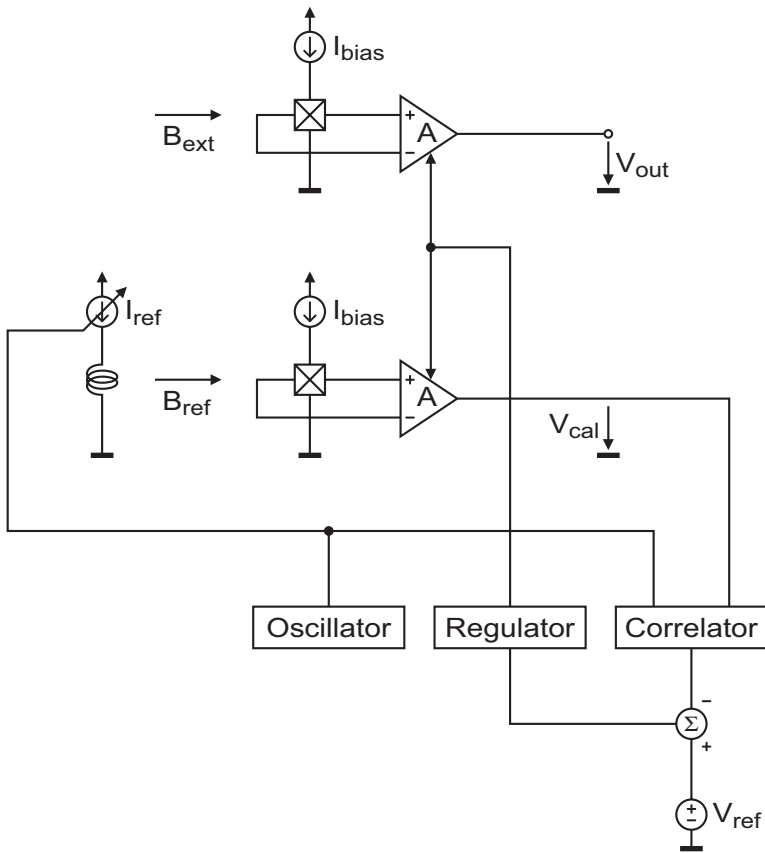 I_bias
B_ext
+
−
A
V_out
I_ref
I_bias
B_ref
+
−
A
V_cal
Oscillator
Regulator
Correlator
−
Σ
+
+
−
V_ref